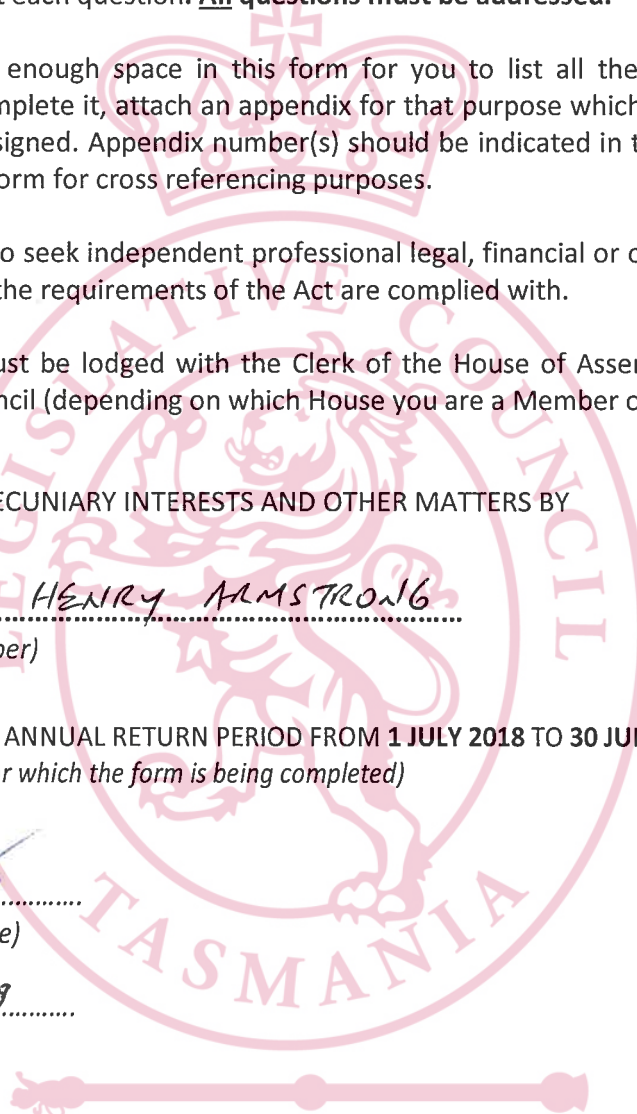 t each question. All questions must be addressed.
enough space in this form for you to list all the
mplete it, attach an appendix for that purpose which
signed. Appendix number(s) should be indicated in t
orm for cross referencing purposes.
o seek independent professional legal, financial or o
the requirements of the Act are complied with.
ust be lodged with the Clerk of the House of Assem
ncil (depending on which House you are a Member o
ECUNIARY INTERESTS AND OTHER MATTERS BY
HENRY ARMSTRONG
ber)
ANNUAL RETURN PERIOD FROM 1 JULY 2018 TO 30 JU
r which the form is being completed)
e)
LEGISLATIVE COUNCIL
TASMANIA